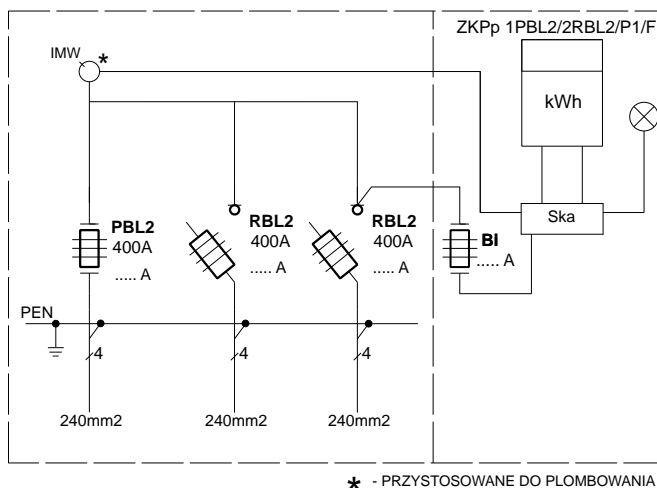 ZKPp 1PBL2/2RBL2/P1/F
IMW
*
kWh
Ska
PBL2
400A
..... A
RBL2
400A
..... A
RBL2
400A
..... A
BI
..... A
PEN
4
4
4
240mm2
240mm2
240mm2
* - PRZYSTOSOWANE DO PLOMBOWANIA